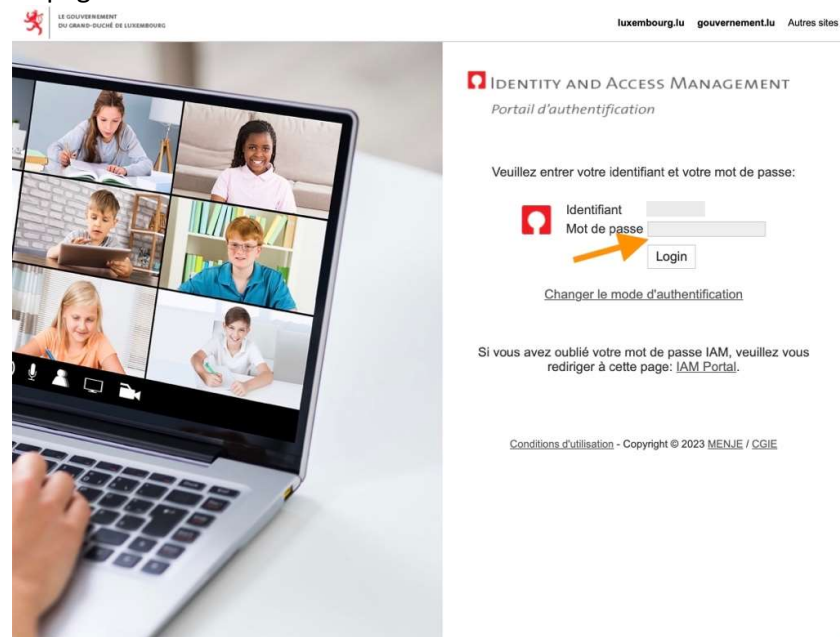 LE GOUVERNEMENT
DU GRAND-DUCHÉ DE LUXEMBOURG
luxembourg.lu gouvernement.lu Autres sites
IDENTITY AND ACCESS MANAGEMENT
Portail d'authentification
Veuillez entrer votre identifiant et votre mot de passe:
Identifiant
Mot de passe
Login
Changer le mode d'authentification
Si vous avez oublié votre mot de passe IAM, veuillez vous
rediriger à cette page: IAM Portal.
Conditions d'utilisation - Copyright © 2023 MENJE / CGIE